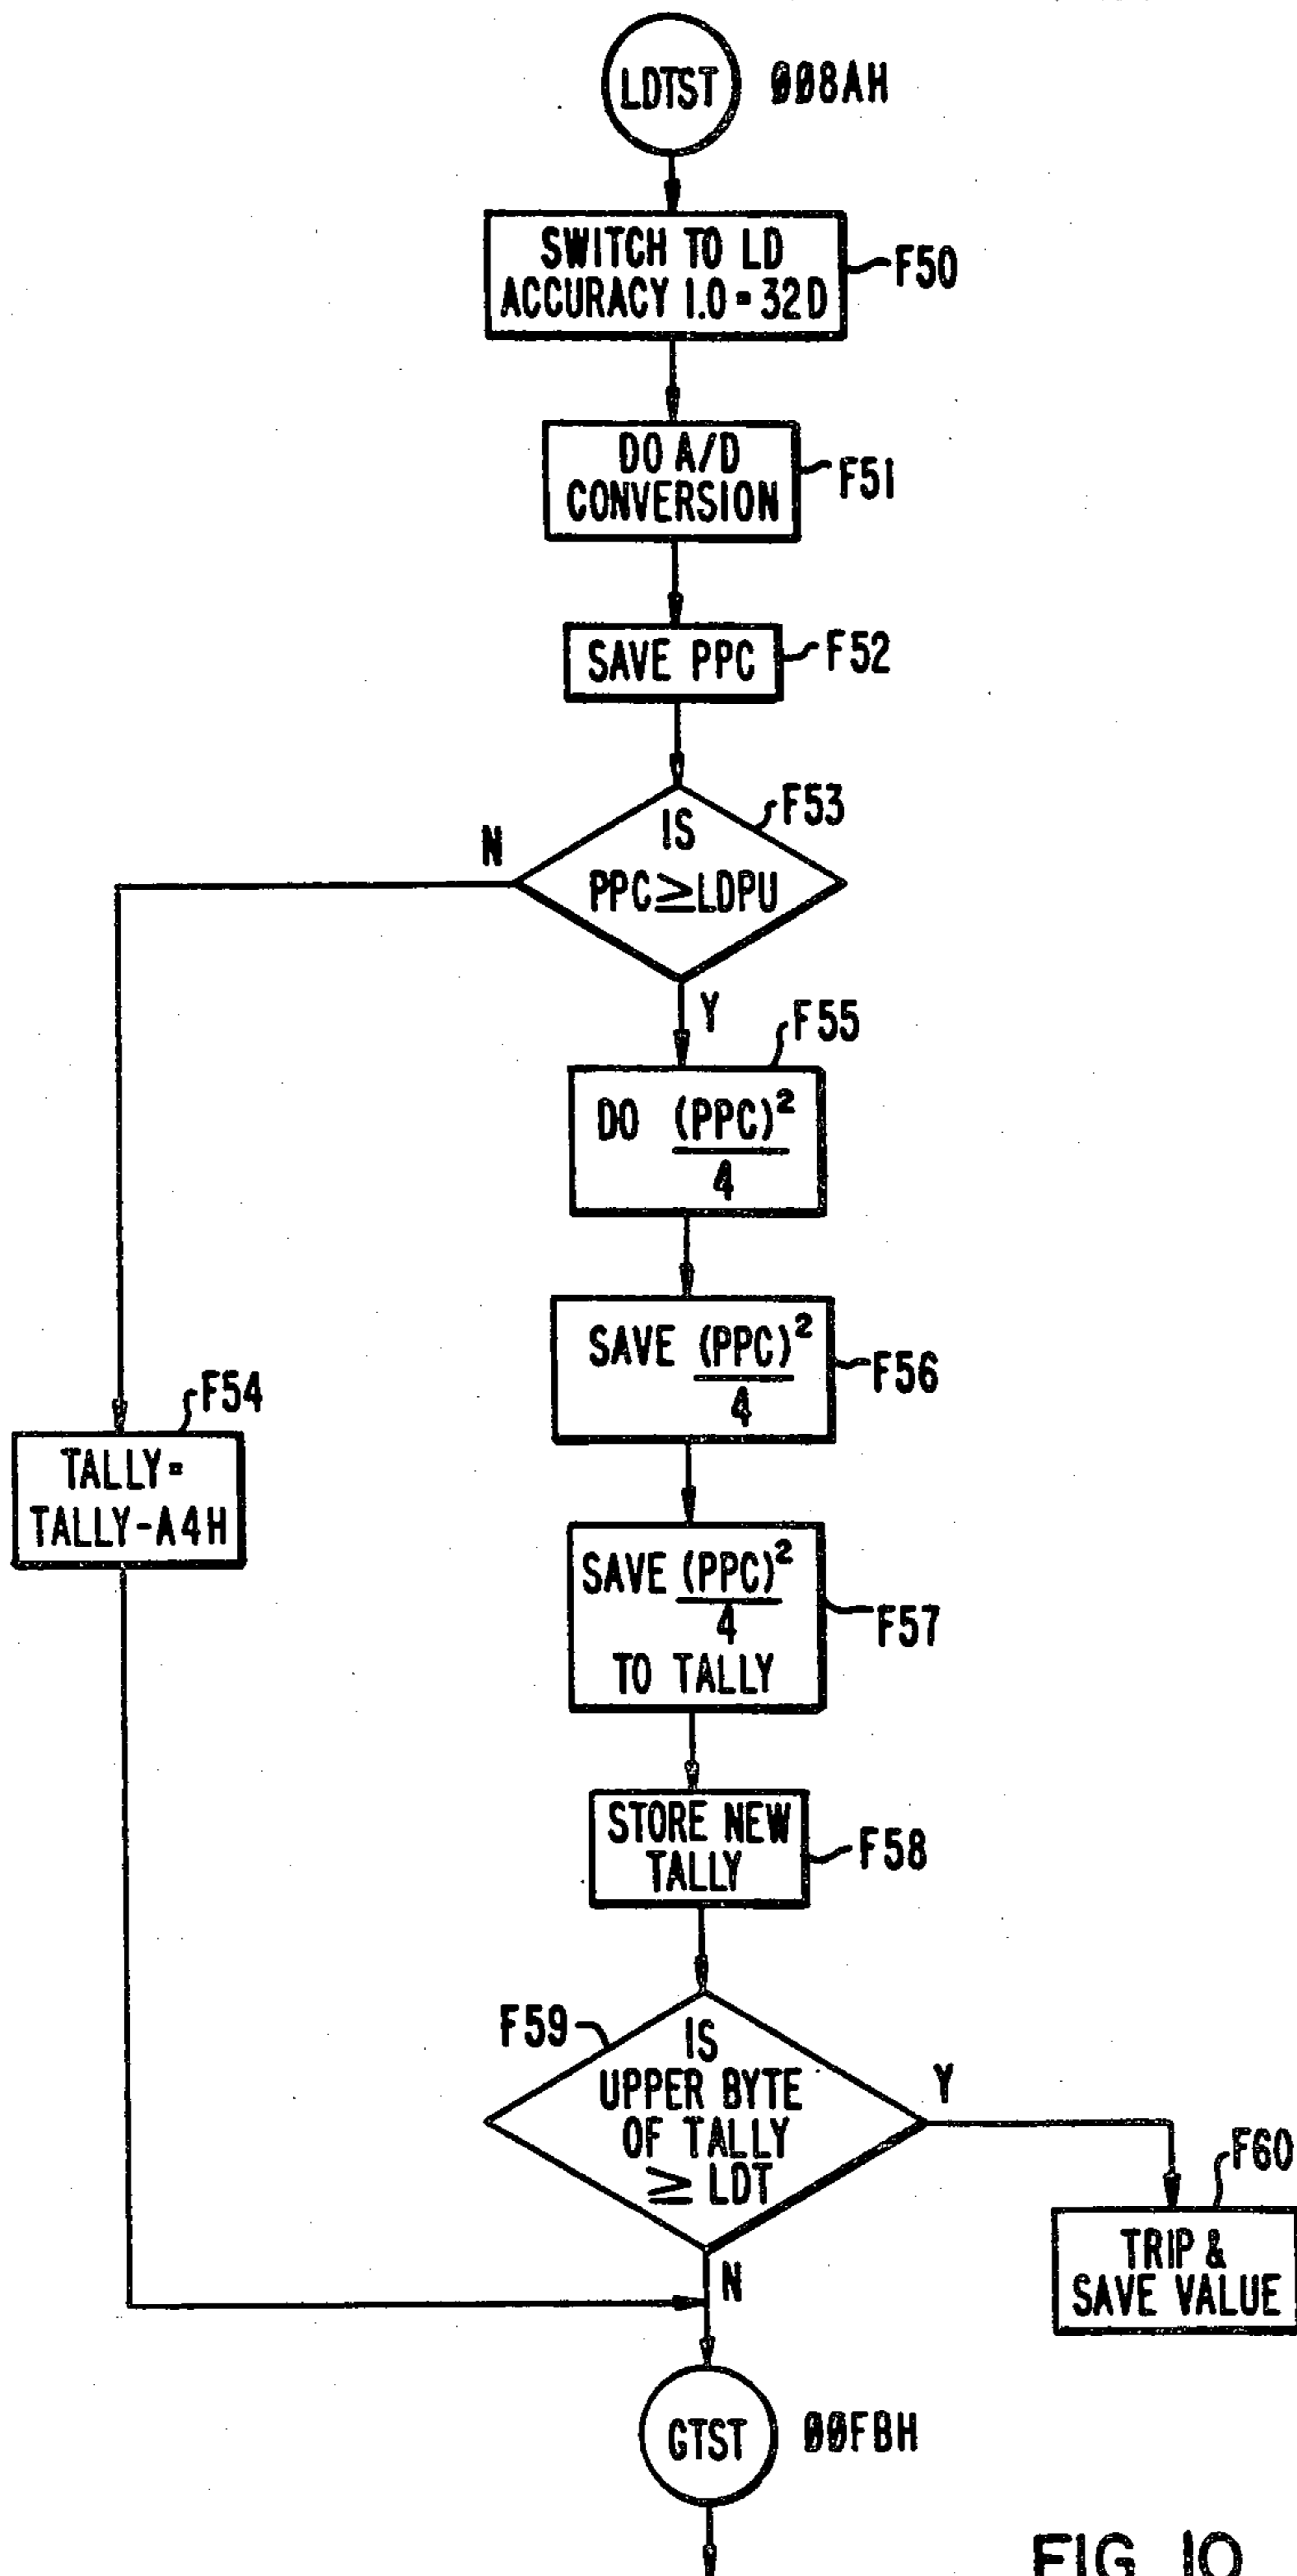 LDTST 008AH
SWITCH TO LD
ACCURACY 1.0 = 32D
F50
DO A/D
CONVERSION
F51
SAVE PPC
F52
IS
PPC ≥ LDPU
F53
N
Y
F55
DO (PPC)²
4
SAVE (PPC)²
4
F56
F54
TALLY =
TALLY-A4H
SAVE (PPC)²
4
TO TALLY
F57
STORE NEW
TALLY
F58
F59
IS
UPPER BYTE
OF TALLY
≥ LDT
Y
N
F60
TRIP &
SAVE VALUE
GTST 00FBH
FIG. 10